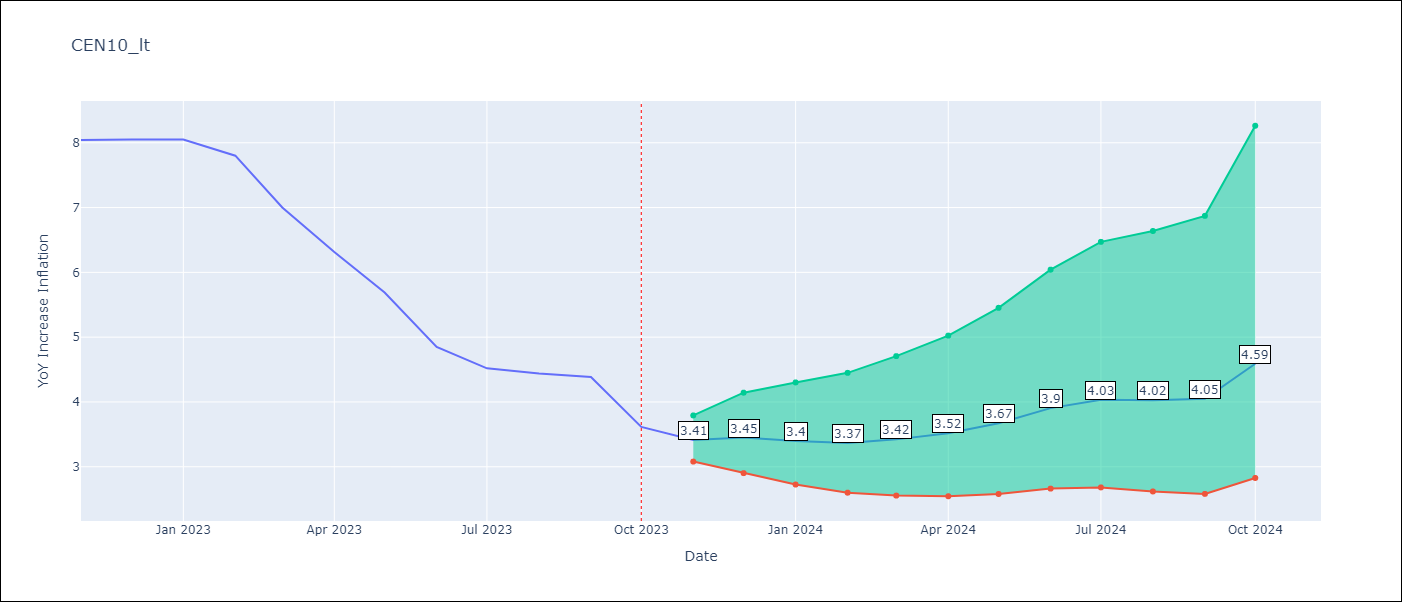 CEN10_lt
YoY Increase Inflation
8
7
6
5
4
3
3.41
3.45
3.4
3.37
3.42
3.52
3.67
3.9
4.03
4.02
4.05
4.59
Jan 2023
Apr 2023
Jul 2023
Oct 2023
Jan 2024
Apr 2024
Jul 2024
Oct 2024
Date